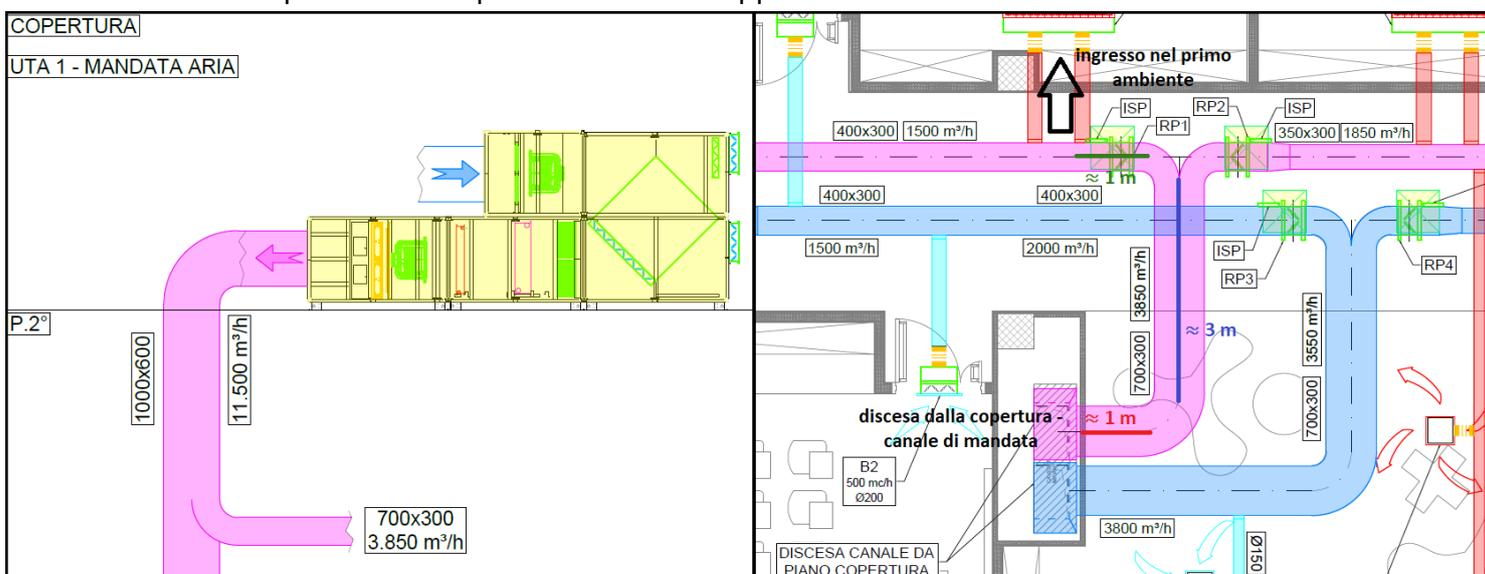 COPERTURA
UTA 1 - MANDATA ARIA
P.2°
1000x600
11.500 m³/h
700x300
3.850 m³/h
ingresso nel primo
ambiente
ISP
RP2
ISP
RP1
400x300
1500 m³/h
350x300
1850 m³/h
≈ 1 m
400x300
400x300
1500 m³/h
2000 m³/h
ISP
RP3
RP4
3850 m³/h
≈ 3 m
3550 m³/h
700x300
700x300
discesa dalla copertura -
canale di mandata
≈ 1 m
B2
500 mc/h
Ø200
3800 m³/h
Ø150
DISCESA CANALE DA
PIANO COPERTURA